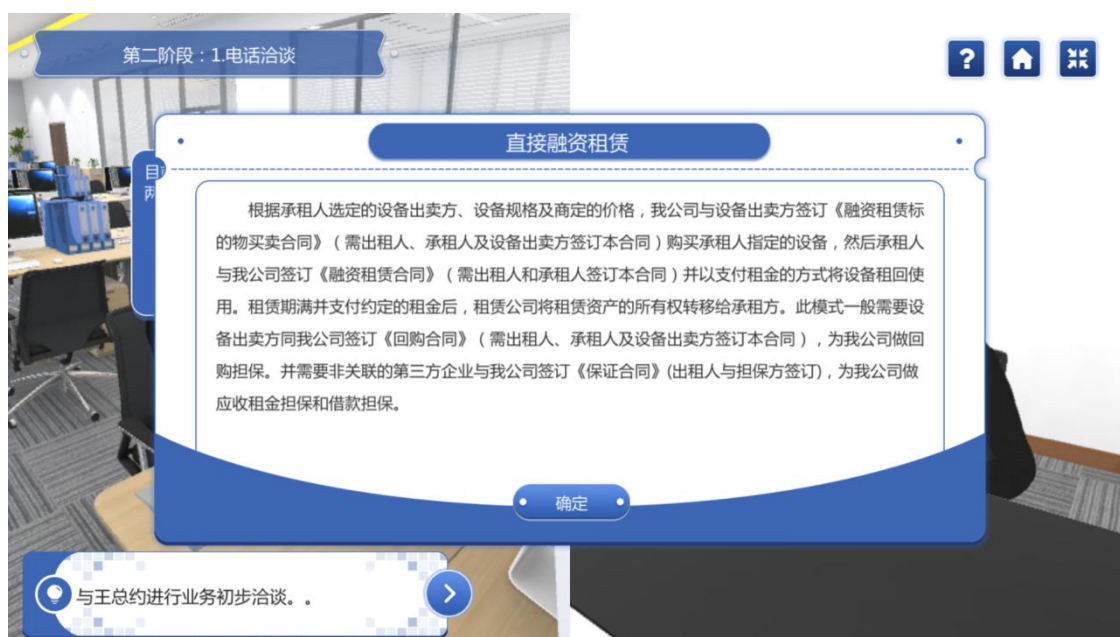 第二阶段：1.电话洽谈
?
直接融资租赁
根据承租人选定的设备出卖方、设备规格及商定的价格，我公司与设备出卖方签订《融资租赁标
的物买卖合同》（需出租人、承租人及设备出卖方签订本合同）购买承租人指定的设备，然后承租人
与我公司签订《融资租赁合同》（需出租人和承租人签订本合同）并以支付租金的方式将设备租回使
用。租赁期满并支付约定的租金后，租赁公司将租赁资产的所有权转移给承租方。此模式一般需要设
备出卖方同我公司签订《回购合同》（需出租人、承租人及设备出卖方签订本合同），为我公司做回
购担保。并需要非关联的第三方企业与我公司签订《保证合同》(出租人与担保方签订)，为我公司做
应收租金担保和借款担保。
确定
与王总约进行业务初步洽谈。。